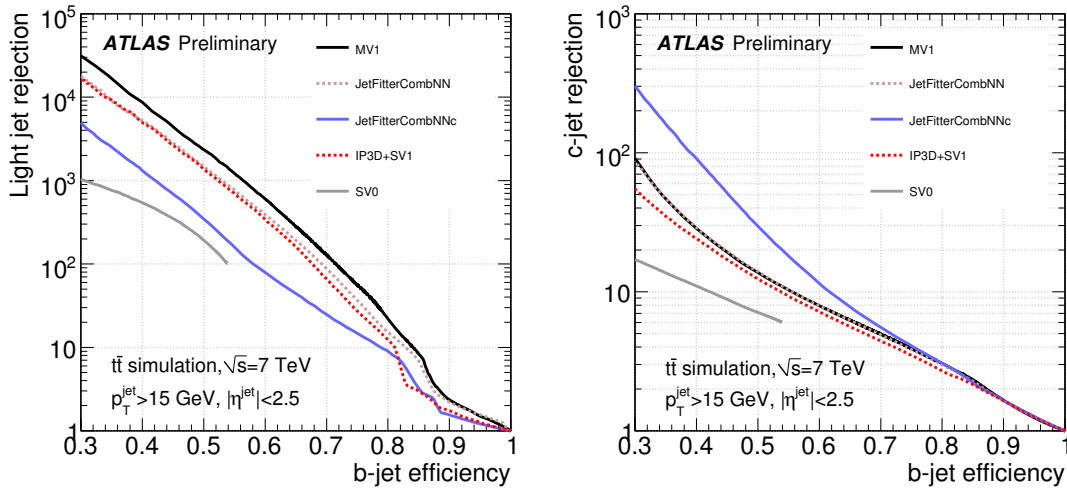 ATLAS Preliminary
MV1
JetFitterCombNN
JetFitterCombNNc
IP3D+SV1
SV0
tt̄ simulation,√s=7 TeV
p_T^jet>15 GeV, |η^jet|<2.5
Light jet rejection
10^5
10^4
10^3
10^2
10
1
0.3 0.4 0.5 0.6 0.7 0.8 0.9 1
b-jet efficiency
ATLAS Preliminary
MV1
JetFitterCombNN
JetFitterCombNNc
IP3D+SV1
SV0
tt̄ simulation,√s=7 TeV
p_T^jet>15 GeV, |η^jet|<2.5
c-jet rejection
10^3
10^2
10
1
0.3 0.4 0.5 0.6 0.7 0.8 0.9 1
b-jet efficiency